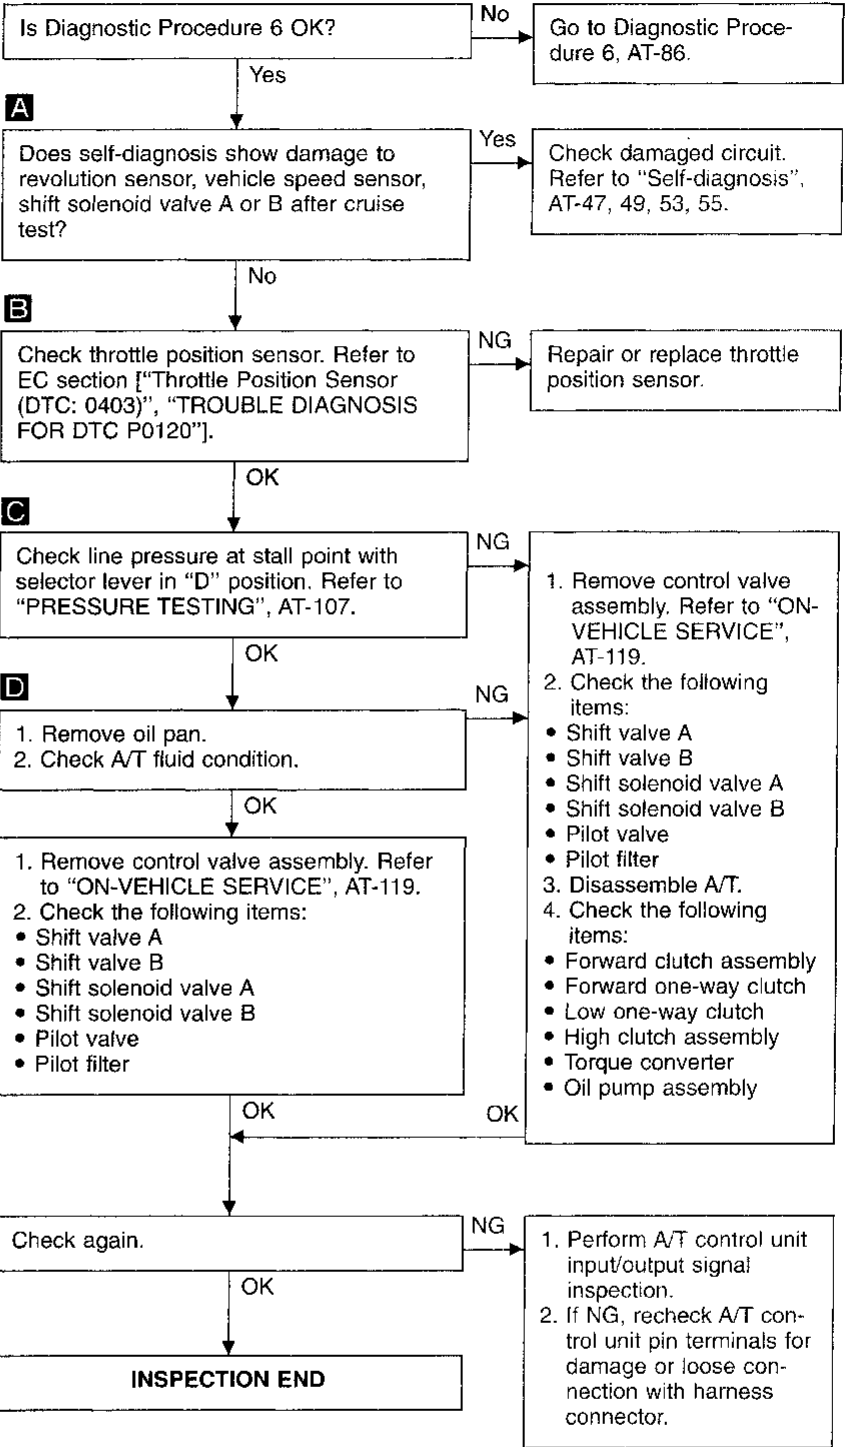 Is Diagnostic Procedure 6 OK?
No
Go to Diagnostic Proce-
dure 6, AT-86.
Yes
A
Does self-diagnosis show damage to
revolution sensor, vehicle speed sensor,
shift solenoid valve A or B after cruise
test?
Yes
Check damaged circuit.
Refer to “Self-diagnosis”,
AT-47, 49, 53, 55.
No
B
Check throttle position sensor. Refer to
EC section [“Throttle Position Sensor
(DTC: 0403)”, “TROUBLE DIAGNOSIS
FOR DTC P0120”].
NG
Repair or replace throttle
position sensor.
OK
C
Check line pressure at stall point with
selector lever in “D” position. Refer to
“PRESSURE TESTING”, AT-107.
NG
OK
D
1. Remove oil pan.
2. Check A/T fluid condition.
NG
1. Remove control valve
assembly. Refer to “ON-
VEHICLE SERVICE”,
AT-119.
2. Check the following
items:
• Shift valve A
• Shift valve B
• Shift solenoid valve A
• Shift solenoid valve B
• Pilot valve
• Pilot filter
3. Disassemble A/T.
4. Check the following
items:
• Forward clutch assembly
• Forward one-way clutch
• Low one-way clutch
• High clutch assembly
• Torque converter
• Oil pump assembly
OK
1. Remove control valve assembly. Refer
to “ON-VEHICLE SERVICE”, AT-119.
2. Check the following items:
• Shift valve A
• Shift valve B
• Shift solenoid valve A
• Shift solenoid valve B
• Pilot valve
• Pilot filter
OK
OK
Check again.
NG
1. Perform A/T control unit
input/output signal
inspection.
2. If NG, recheck A/T con-
trol unit pin terminals for
damage or loose con-
nection with harness
connector.
OK
INSPECTION END